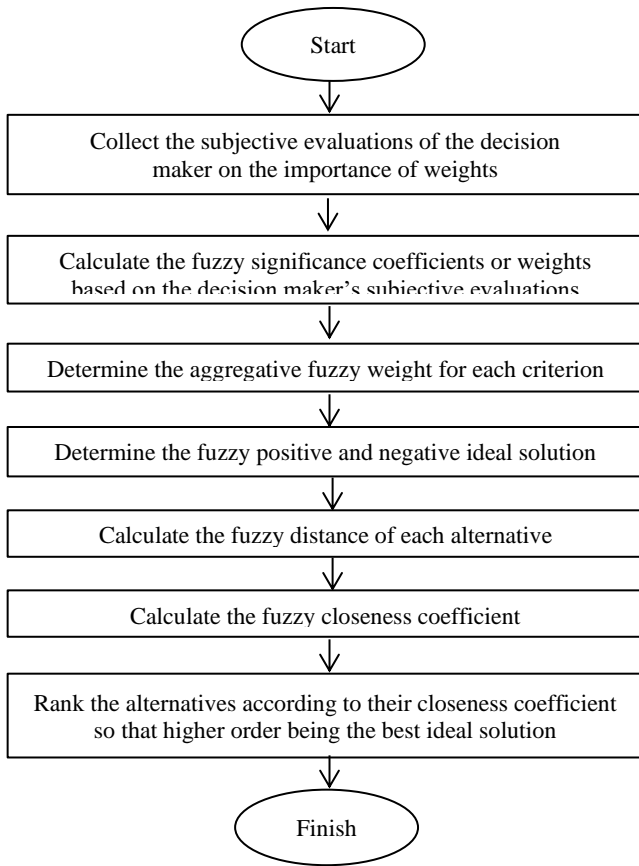 Start
Collect the subjective evaluations of the decision
maker on the importance of weights
Calculate the fuzzy significance coefficients or weights
based on the decision maker’s subjective evaluations
Determine the aggregative fuzzy weight for each criterion
Determine the fuzzy positive and negative ideal solution
Calculate the fuzzy distance of each alternative
Calculate the fuzzy closeness coefficient
Rank the alternatives according to their closeness coefficient
so that higher order being the best ideal solution
Finish